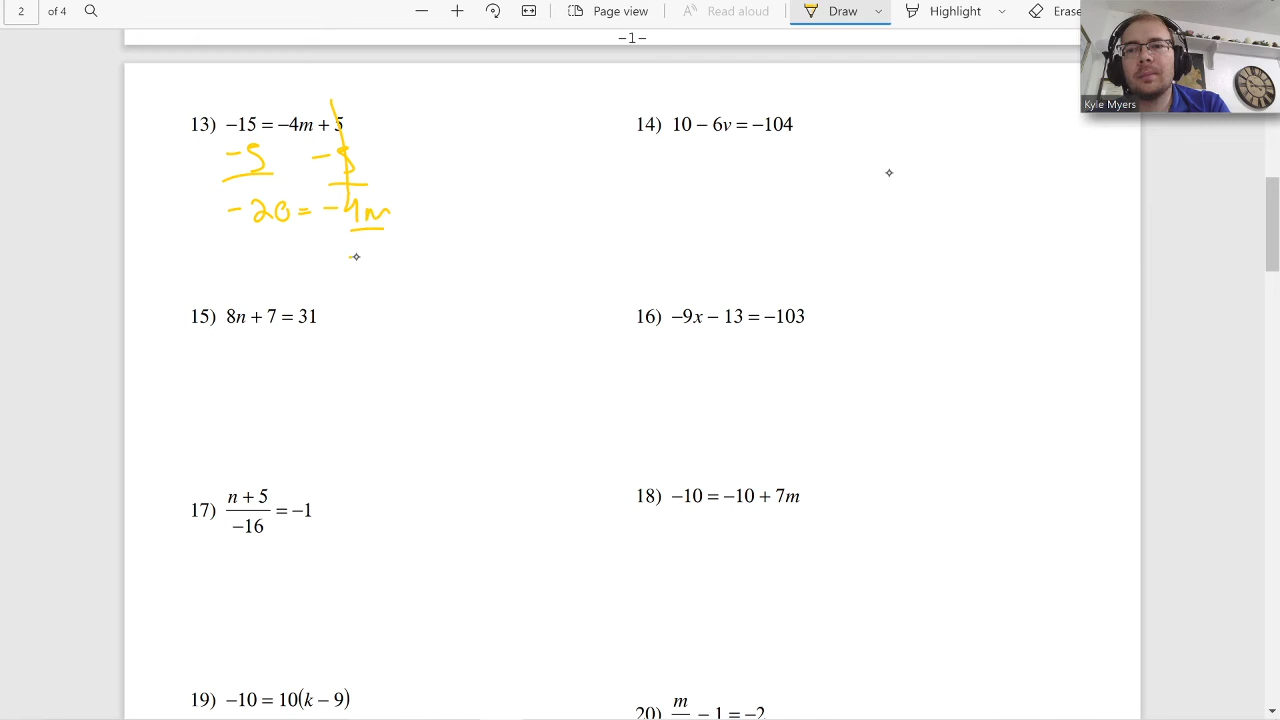 2 of 4 Page view Read aloud Draw Highlight Erase
Kyle Myers
-1-
13) −15 = −4m + 5
-5 -5
-20 = -4m
-
14) 10 − 6v = −104
15) 8n + 7 = 31
16) −9x − 13 = −103
17) n + 5
−16
= −1
18) −10 = −10 + 7m
19) −10 = 10(k − 9)
20) m
− 1 = −2